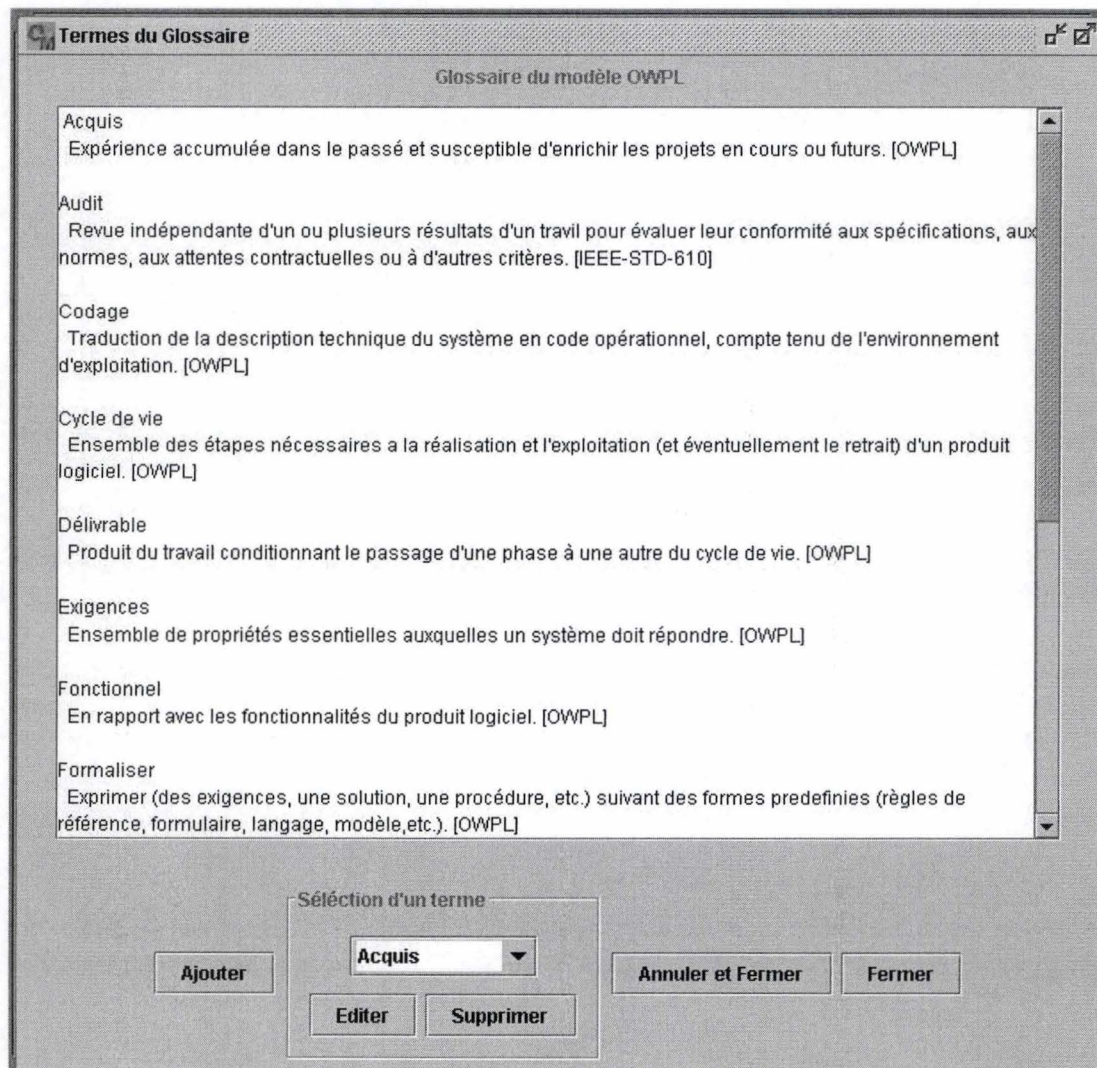 Termes du Glossaire
Glossaire du modèle OWPL
Acquis
Expérience accumulée dans le passé et susceptible d'enrichir les projets en cours ou futurs. [OWPL]
Audit
Revue indépendante d'un ou plusieurs résultats d'un travil pour évaluer leur conformité aux spécifications, aux
normes, aux attentes contractuelles ou à d'autres critères. [IEEE-STD-610]
Codage
Traduction de la description technique du système en code opérationnel, compte tenu de l'environnement
d'exploitation. [OWPL]
Cycle de vie
Ensemble des étapes nécessaires a la réalisation et l'exploitation (et éventuellement le retrait) d'un produit
logiciel. [OWPL]
Délivrable
Produit du travail conditionnant le passage d'une phase à une autre du cycle de vie. [OWPL]
Exigences
Ensemble de propriétés essentielles auxquelles un système doit répondre. [OWPL]
Fonctionnel
En rapport avec les fonctionnalités du produit logiciel. [OWPL]
Formaliser
Exprimer (des exigences, une solution, une procédure, etc.) suivant des formes predefinies (règles de
référence, formulaire, langage, modèle,etc.). [OWPL]
Séléction d'un terme
Acquis
Ajouter
Annuler et Fermer
Fermer
Editer
Supprimer